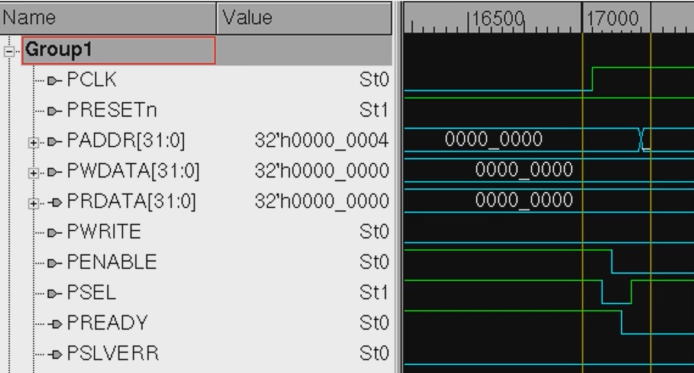 Name Value 16500 17000
Group1
PCLK St0
PRESETn St1
PADDR[31:0] 32'h0000_0004 0000_0000
PWDATA[31:0] 32'h0000_0000 0000_0000
PRDATA[31:0] 32'h0000_0000 0000_0000
PWRITE St0
PENABLE St0
PSEL St1
PREADY St0
PSLVERR St0